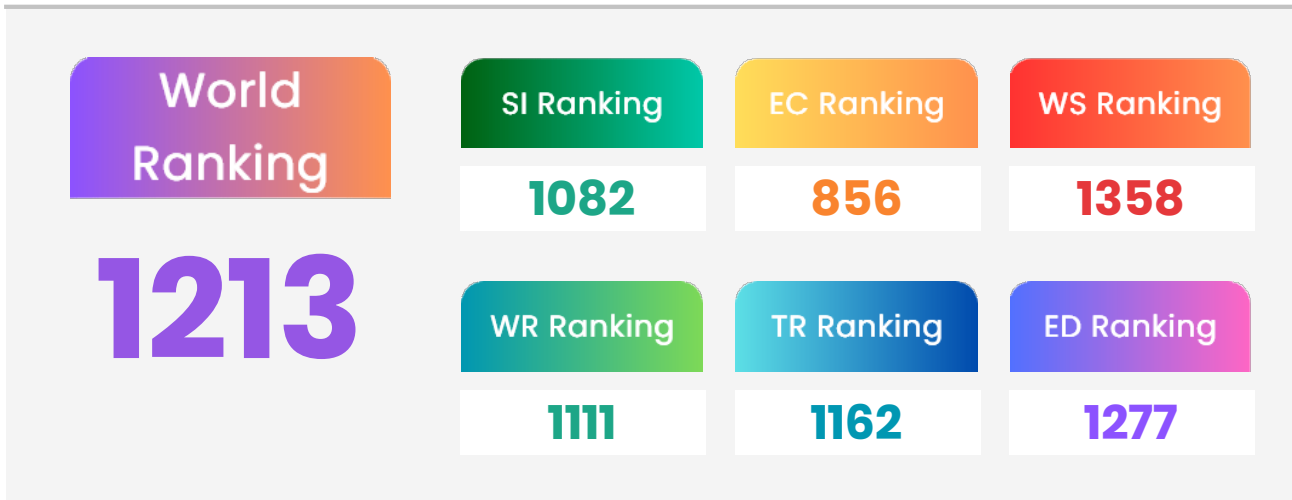 World
Ranking
1213
SI Ranking
EC Ranking
WS Ranking
1082
856
1358
WR Ranking
TR Ranking
ED Ranking
1111
1162
1277